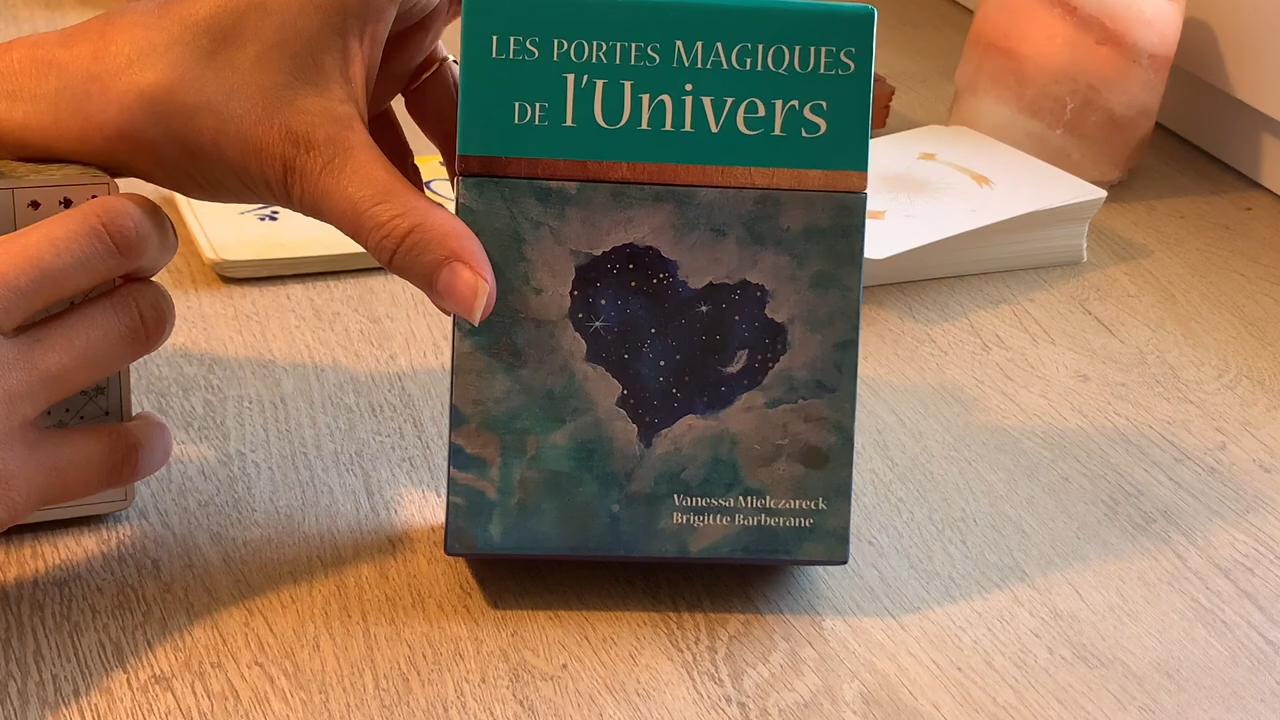 LES PORTES MAGIQUES
DE l'Univers
Vanessa Mielczareck
Brigitte Barberane